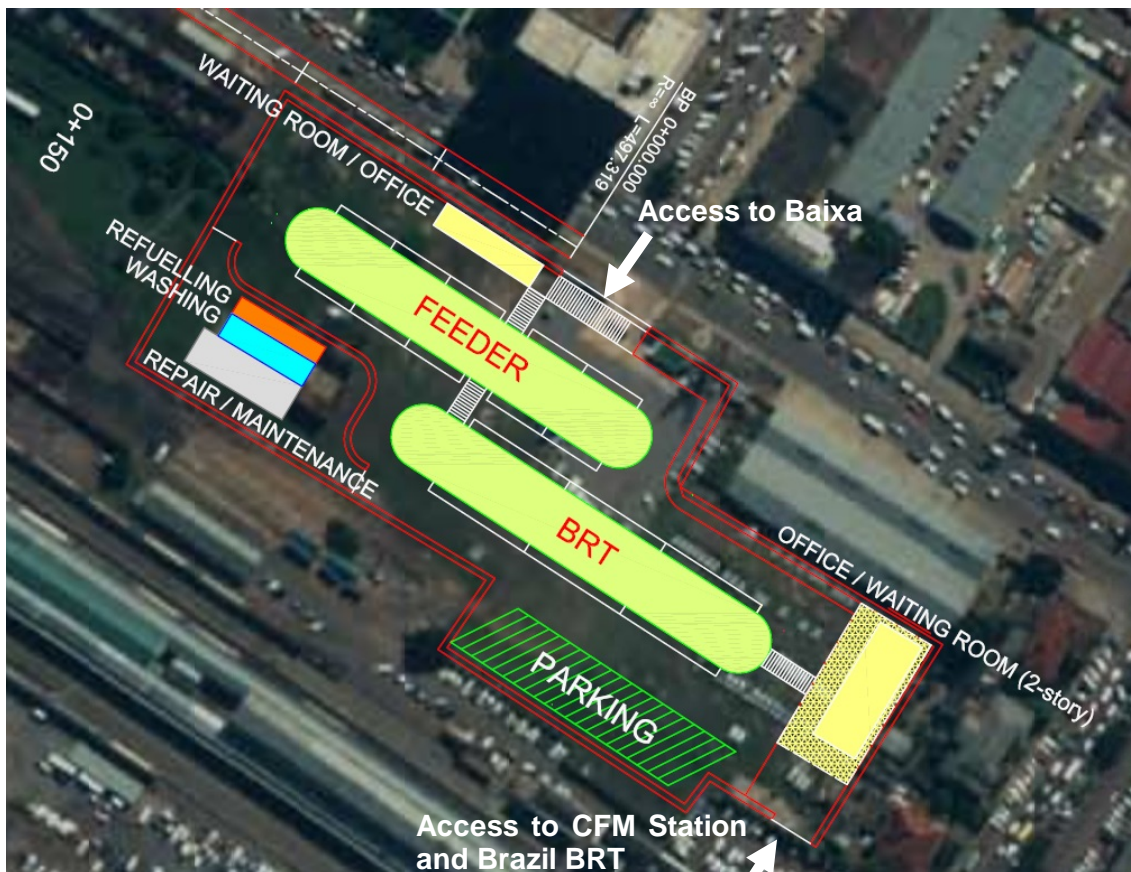 WAITING ROOM / OFFICE
0+150
BP 0+000.000
R=∞ L=497.319
Access to Baixa
REFUELLING
WASHING
REPAIR / MAINTENANCE
FEEDER
BRT
OFFICE / WAITING ROOM (2-story)
PARKING
Access to CFM Station
and Brazil BRT